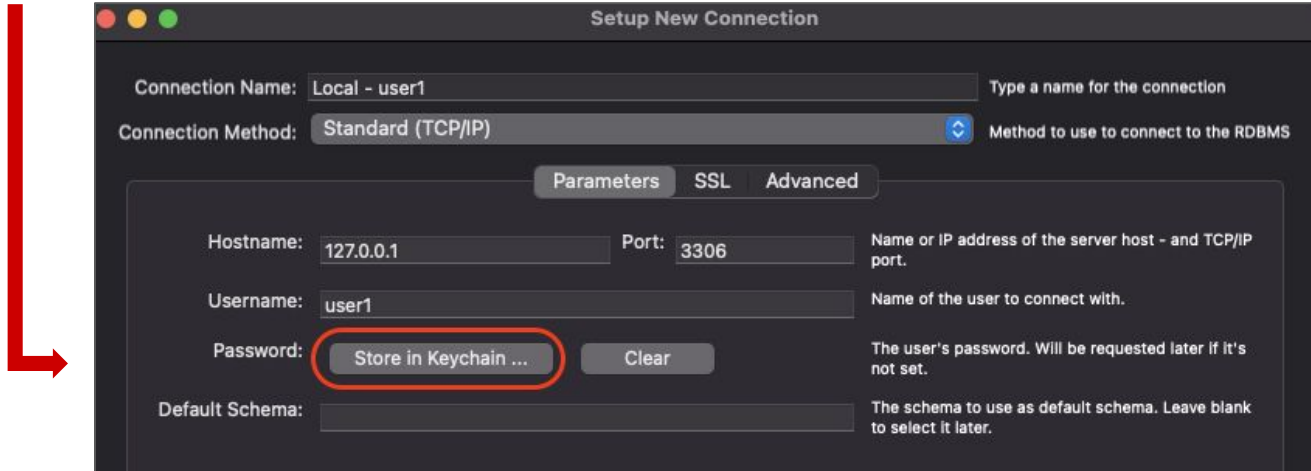 Setup New Connection
Connection Name: Local - user1 Type a name for the connection
Connection Method: Standard (TCP/IP) Method to use to connect to the RDBMS
Parameters SSL Advanced
Hostname: 127.0.0.1 Port: 3306 Name or IP address of the server host - and TCP/IP
port.
Username: user1 Name of the user to connect with.
Password: Store in Keychain ... Clear The user's password. Will be requested later if it's
not set.
Default Schema: The schema to use as default schema. Leave blank
to select it later.